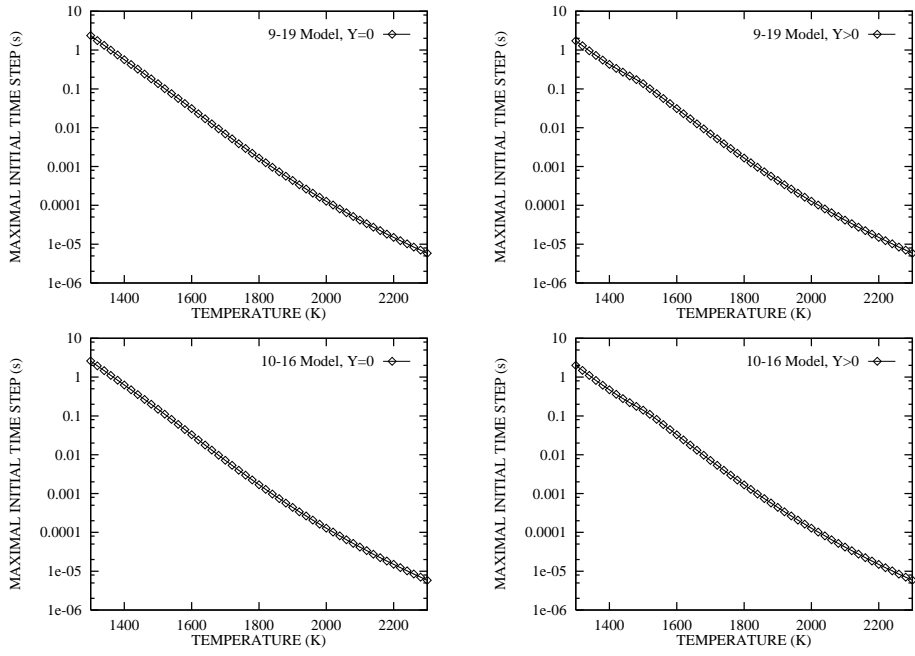 MAXIMAL INITIAL TIME STEP (s)
10
1
0.1
0.01
0.001
0.0001
1e-05
1e-06
9-19 Model, Y=0
1400 1600 1800 2000 2200
TEMPERATURE (K)
MAXIMAL INITIAL TIME STEP (s)
10
1
0.1
0.01
0.001
0.0001
1e-05
1e-06
9-19 Model, Y>0
1400 1600 1800 2000 2200
TEMPERATURE (K)
MAXIMAL INITIAL TIME STEP (s)
10
1
0.1
0.01
0.001
0.0001
1e-05
1e-06
10-16 Model, Y=0
1400 1600 1800 2000 2200
TEMPERATURE (K)
MAXIMAL INITIAL TIME STEP (s)
10
1
0.1
0.01
0.001
0.0001
1e-05
1e-06
10-16 Model, Y>0
1400 1600 1800 2000 2200
TEMPERATURE (K)